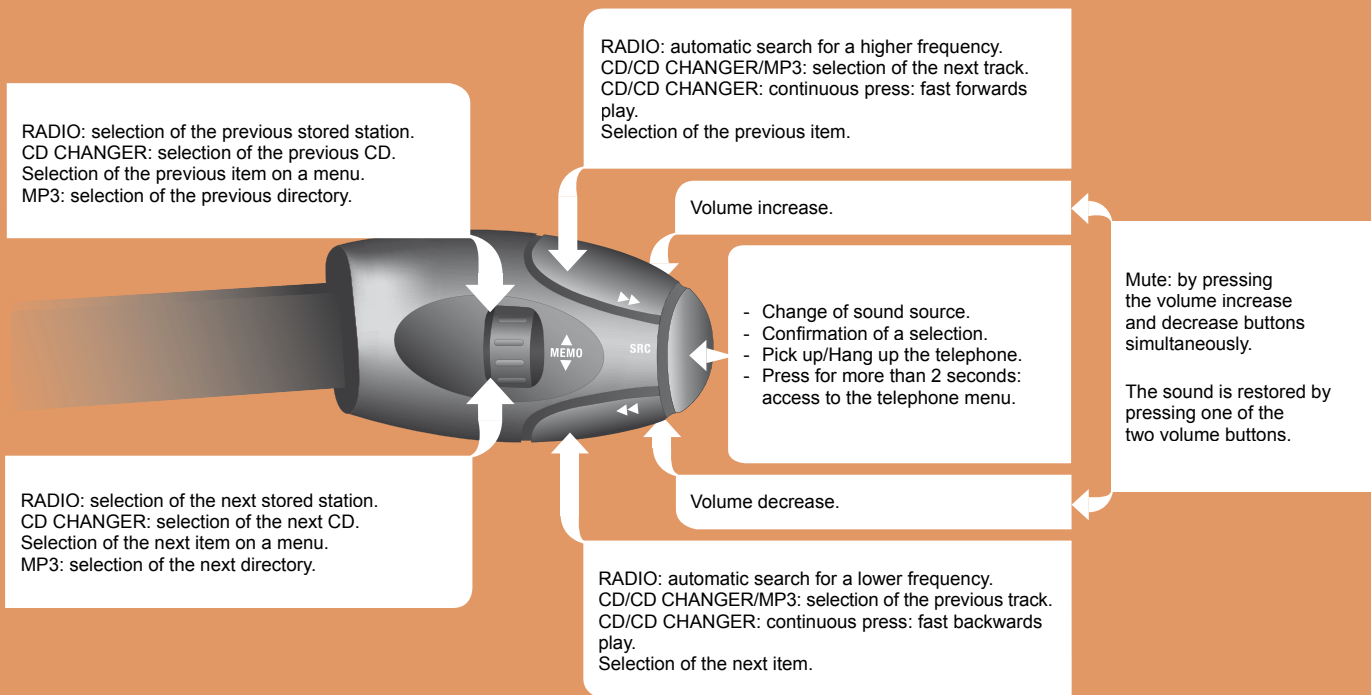 RADIO: automatic search for a higher frequency.
CD/CD CHANGER/MP3: selection of the next track.
CD/CD CHANGER: continuous press: fast forwards
play.
Selection of the previous item.
RADIO: selection of the previous stored station.
CD CHANGER: selection of the previous CD.
Selection of the previous item on a menu.
MP3: selection of the previous directory.
Volume increase.
- Change of sound source.
- Confirmation of a selection.
- Pick up/Hang up the telephone.
- Press for more than 2 seconds:
access to the telephone menu.
Mute: by pressing
the volume increase
and decrease buttons
simultaneously.
The sound is restored by
pressing one of the
two volume buttons.
MEMO
SRC
RADIO: selection of the next stored station.
CD CHANGER: selection of the next CD.
Selection of the next item on a menu.
MP3: selection of the next directory.
Volume decrease.
RADIO: automatic search for a lower frequency.
CD/CD CHANGER/MP3: selection of the previous track.
CD/CD CHANGER: continuous press: fast backwards
play.
Selection of the next item.